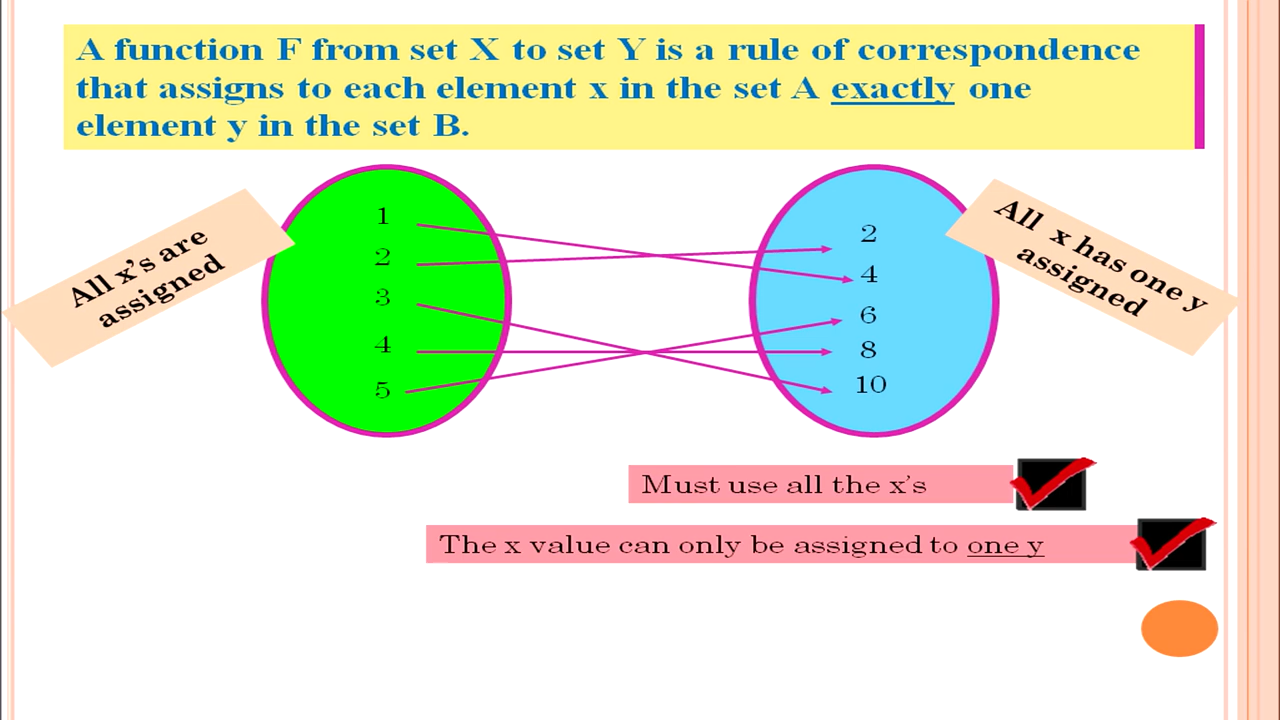 A function F from set X to set Y is a rule of correspondence
that assigns to each element x in the set A exactly one
element y in the set B.
All x's are
assigned
1
2
3
4
5
2
4
6
8
10
All x has one y
assigned
Must use all the x's
The x value can only be assigned to one y